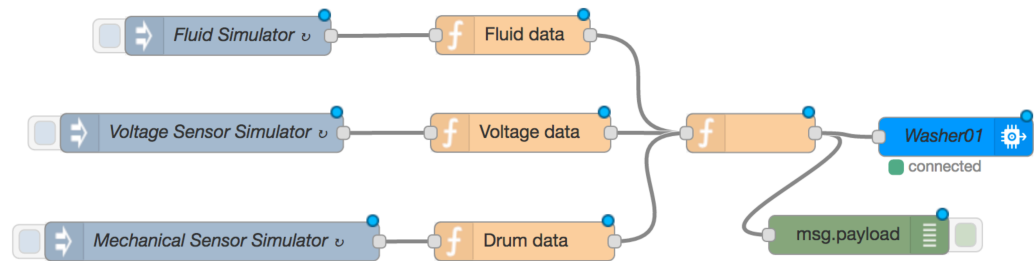 Fluid Simulator ↻
Fluid data
Voltage Sensor Simulator ↻
Voltage data
Washer01
connected
Mechanical Sensor Simulator ↻
Drum data
msg.payload